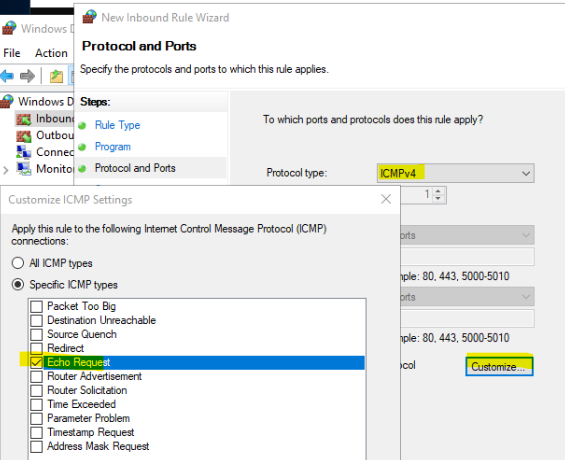 Windows D
File Action
Windows D
Inboun
Outbou
Connec
Monito
New Inbound Rule Wizard
Protocol and Ports
Specify the protocols and ports to which this rule applies.
Steps:
Rule Type
Program
Protocol and Ports
To which ports and protocols does this rule apply?
Protocol type:
ICMPv4
1
orts
mple: 80, 443, 5000-5010
orts
mple: 80, 443, 5000-5010
ocol
Customize...
Customize ICMP Settings
Apply this rule to the following Internet Control Message Protocol (ICMP)
connections:
All ICMP types
Specific ICMP types
Packet Too Big
Destination Unreachable
Source Quench
Redirect
Echo Request
Router Advertisement
Router Solicitation
Time Exceeded
Parameter Problem
Timestamp Request
Address Mask Request